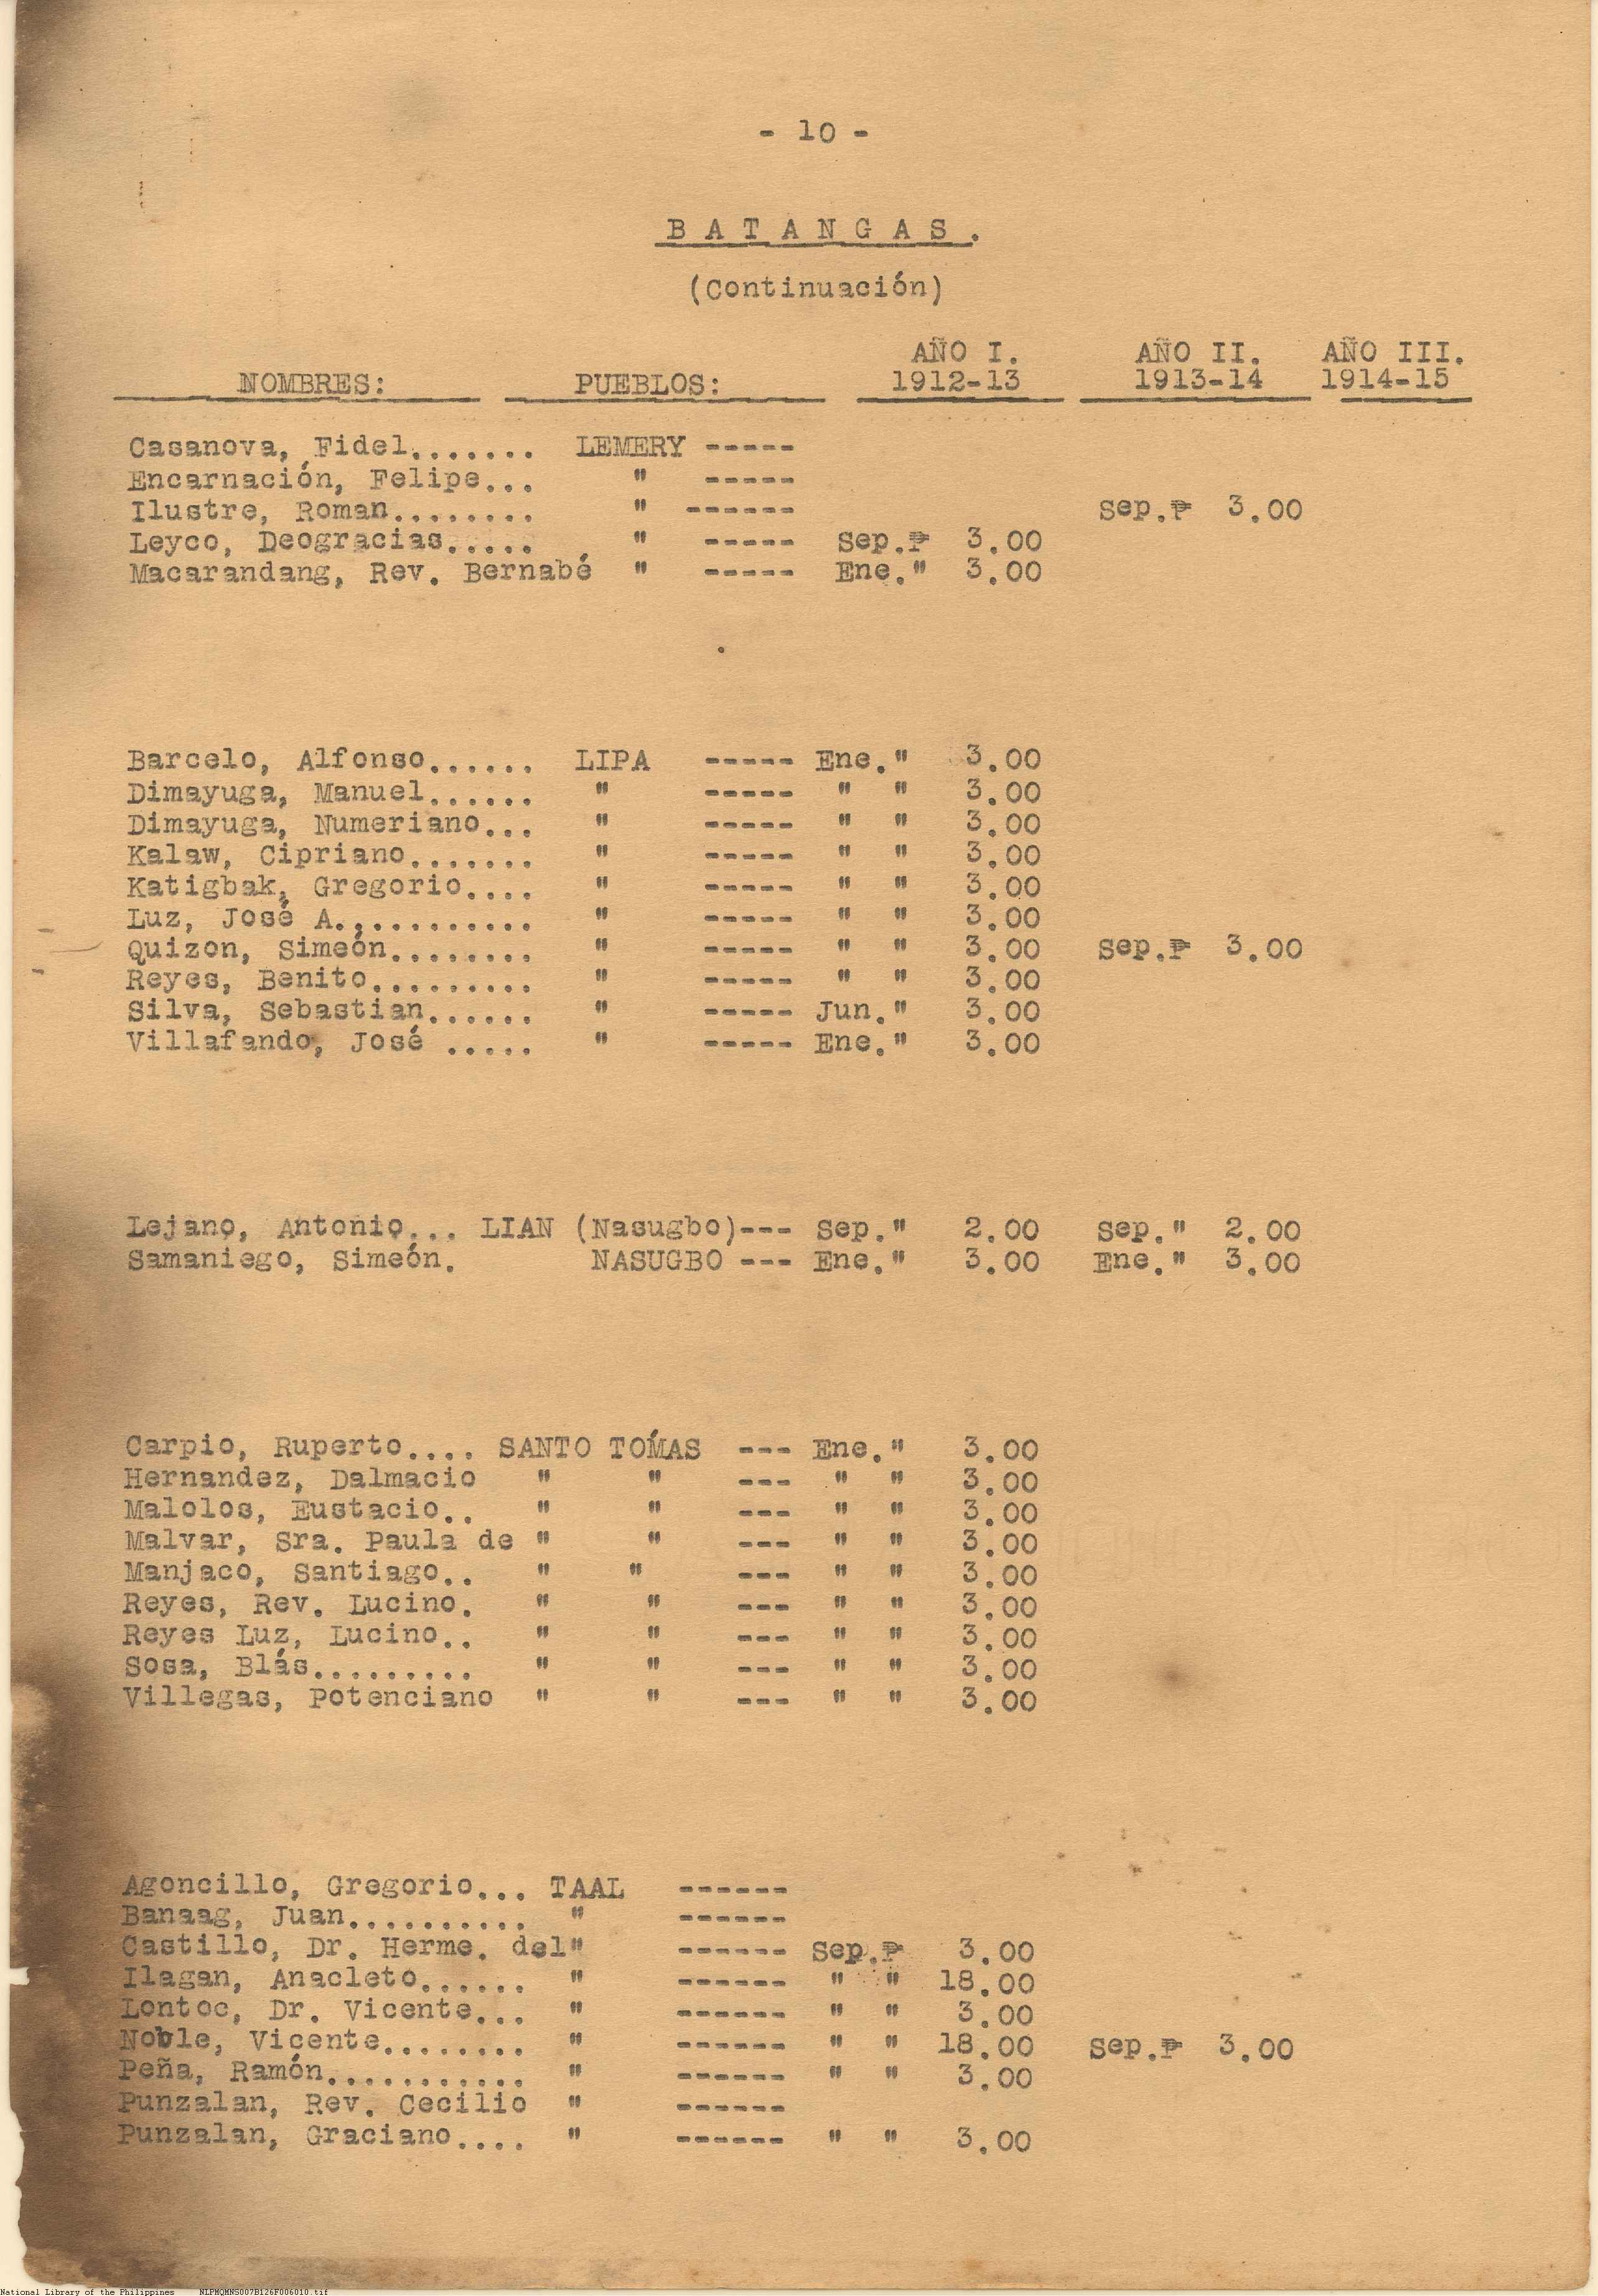 - 10 -
BATANGAS.
(Continuación)
AÑO I. AÑO II. AÑO III.
NOMBRES: PUEBLOS: 1912-13 1913-14 1914-15
Casanova, Fidel....... LEMERY -----
Encarnación, Felipe... " -----
Ilustre, Roman........ " ------ Sep.₱ 3.00
Leyco, Deogracias..... " ----- Sep.₱ 3.00
Macarandang, Rev. Bernabé " ----- Ene." 3.00
Barcelo, Alfonso...... LIPA ----- Ene." 3.00
Dimayuga, Manuel...... " ----- " " 3.00
Dimayuga, Numeriano... " ----- " " 3.00
Kalaw, Cipriano....... " ----- " " 3.00
Katigbak, Gregorio.... " ----- " " 3.00
Luz, José A........... " ----- " " 3.00
Quizon, Simeón........ " ----- " " 3.00 Sep.₱ 3.00
Reyes, Benito......... " ----- " " 3.00
Silva, Sebastian...... " ----- Jun." 3.00
Villafando, José ..... " ----- Ene." 3.00
Lejano, Antonio... LIAN (Nasugbo)--- Sep." 2.00 Sep." 2.00
Samaniego, Simeón. NASUGBO --- Ene." 3.00 Ene." 3.00
Carpio, Ruperto.... SANTO TOMÁS --- Ene." 3.00
Hernandez, Dalmacio " " --- " " 3.00
Malolos, Eustacio.. " " --- " " 3.00
Malvar, Sra. Paula de " " --- " " 3.00
Manjaco, Santiago.. " " --- " " 3.00
Reyes, Rev. Lucino. " " --- " " 3.00
Reyes Luz, Lucino.. " " --- " " 3.00
Sosa, Blás......... " " --- " " 3.00
Villegas, Potenciano " " --- " " 3.00
Agoncillo, Gregorio... TAAL ------
Banaag, Juan.......... " ------
Castillo, Dr. Herme. del" ------ Sep.₱ 3.00
Ilagan, Anacleto...... " ------ " " 18.00
Lontoc, Dr. Vicente... " ------ " " 3.00
Noble, Vicente........ " ------ " " 18.00 Sep.₱ 3.00
Peña, Ramón........... " ------ " " 3.00
Punzalan, Rev. Cecilio " ------
Punzalan, Graciano.... " ------ " " 3.00
National Library of the Philippines NLPMQMNS007B126F006010.tif